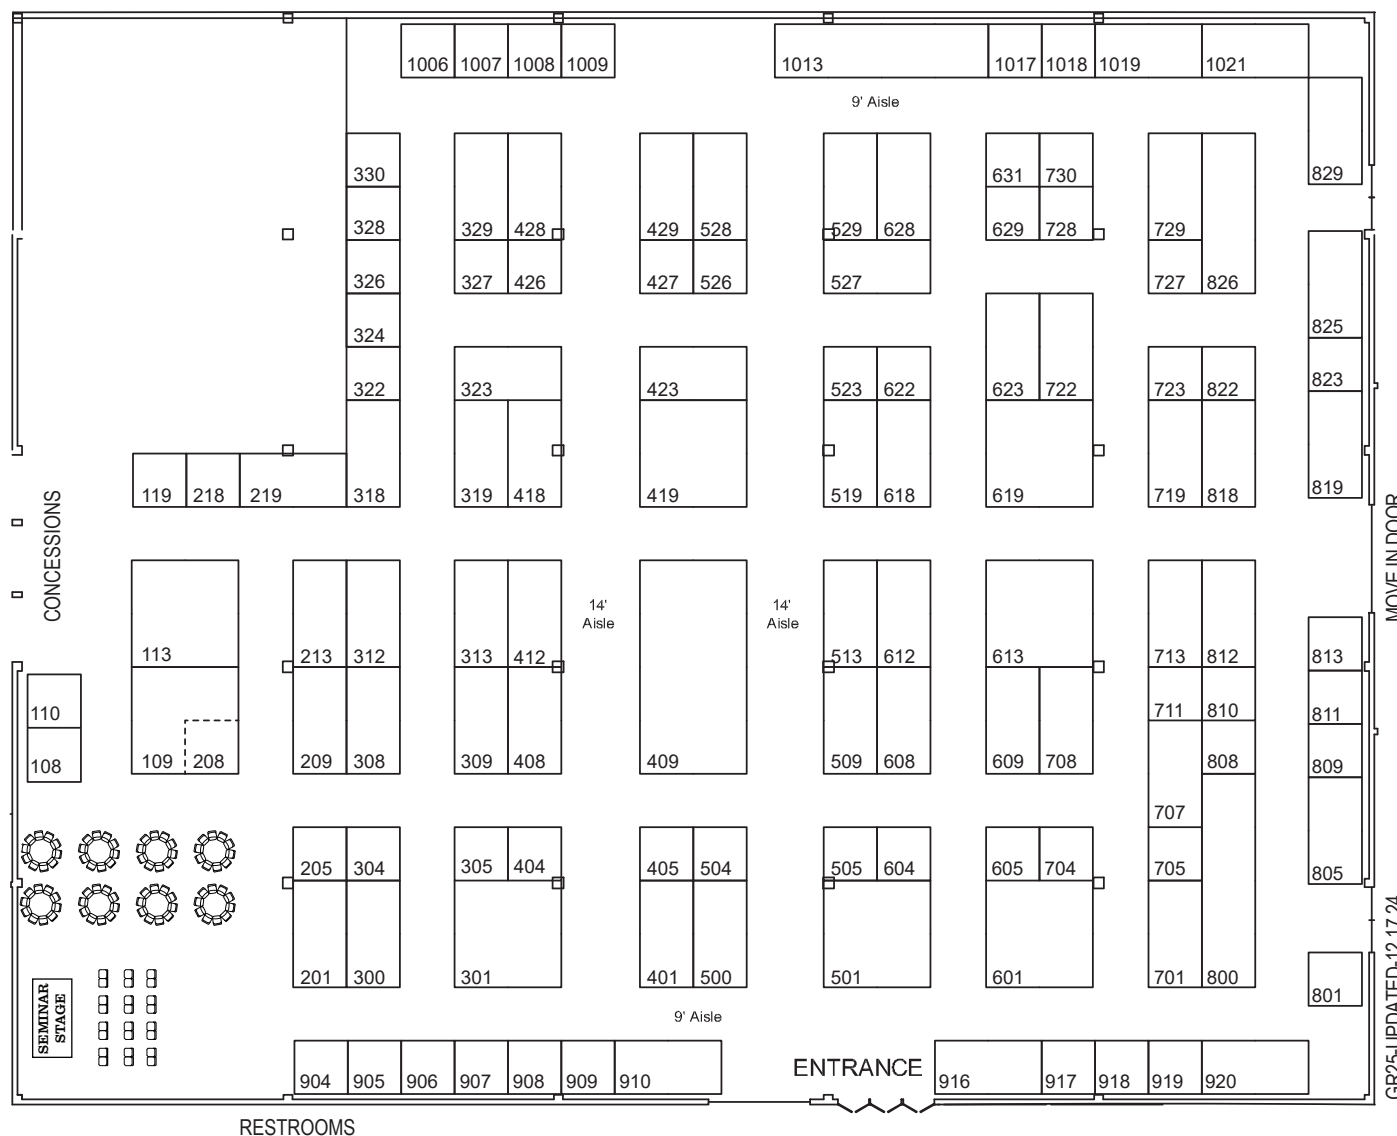 1006 1007 1008 1009 1013 1017 1018 1019 1021
9' Aisle
330 631 730 829
328 329 428 429 528 529 628 629 728 729
326 327 426 427 526 527 727 826
324 825
322 323 423 523 622 623 722 723 822 823
119 218 219 318 319 418 419 519 618 619 719 818 819
CONCESSIONS
MOVE IN DOOR
14'
Aisle
14'
Aisle
113 213 312 313 412 513 612 613 713 812 813
110 711 810 811
108 109 208 209 308 309 408 409 509 608 609 708 808 809
707
205 304 305 404 405 504 505 604 605 704 705 805
201 300 301 401 500 501 601 701 800 801
SEMINAR
STAGE
9' Aisle
GR25-UPDATED-12.17.24
ENTRANCE
904 905 906 907 908 909 910 916 917 918 919 920
RESTROOMS